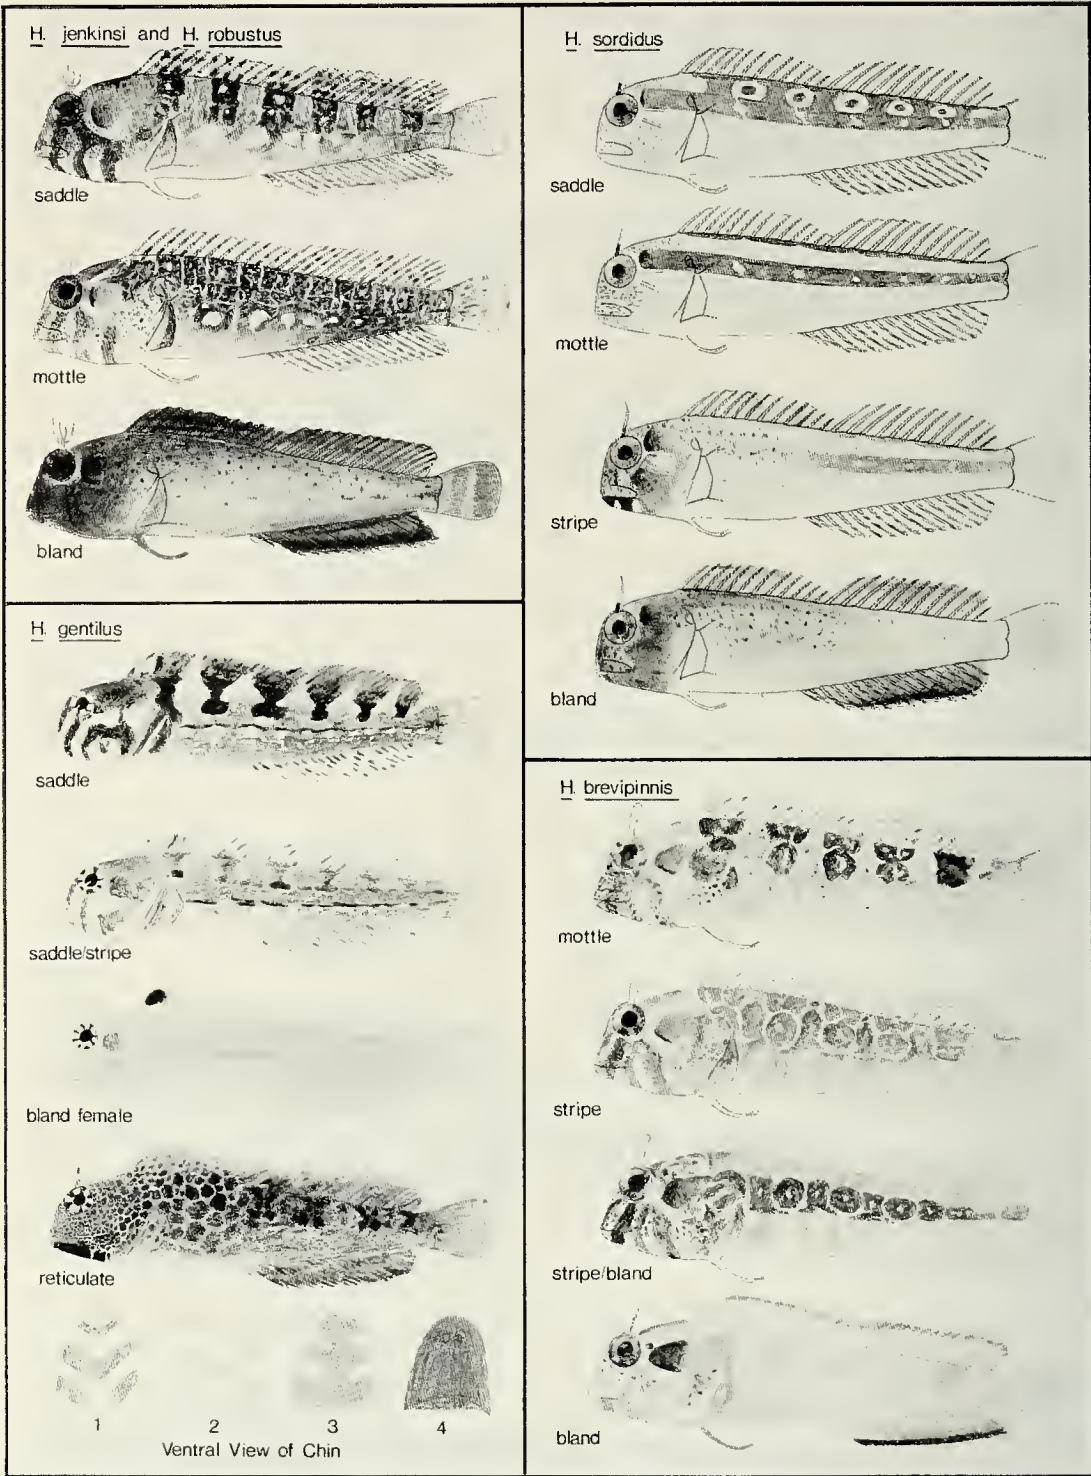 H. jenkinsi and H. robustus
saddle
mottle
bland
H. gentilus
saddle
saddle/stripe
bland female
reticulate
1 2 3 4
Ventral View of Chin
H. sordidus
saddle
mottle
stripe
bland
H. brevipinnis
mottle
stripe
stripe/bland
bland